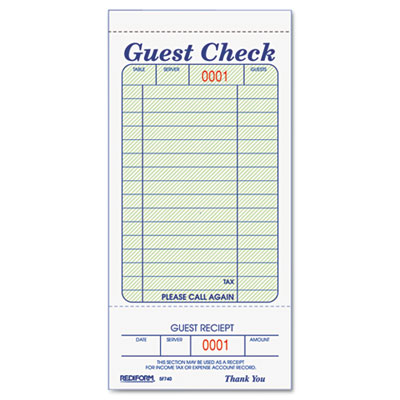 Guest Check
TABLE SERVER 0001 GUESTS
TAX
PLEASE CALL AGAIN
GUEST RECIEPT
DATE SERVER 0001 AMOUNT
THIS SECTION MAY BE USED AS A RECEIPT
FOR INCOME TAX OR EXPENSE ACCOUNT RECORD.
REDIFORM 5F740 Thank You